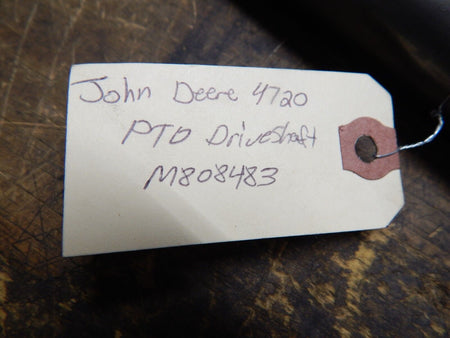 John Deere 4720
PTO Driveshaft
M808483